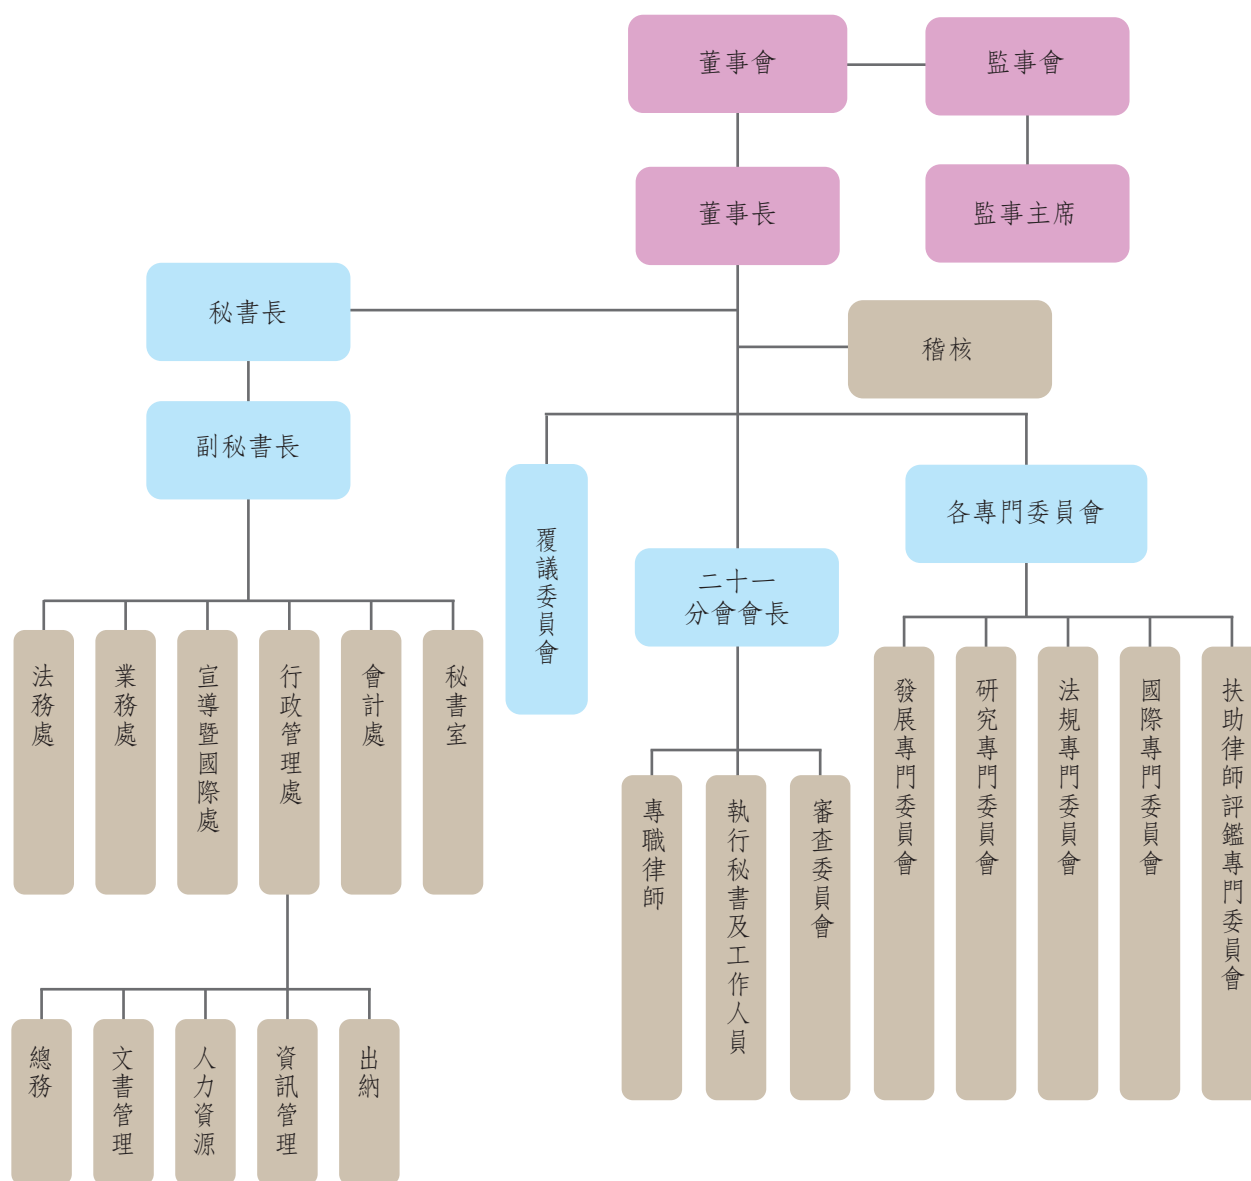 董事會
監事會
董事長
監事主席
秘書長
稽核
副秘書長
覆議委員會
二十一
分會會長
各專門委員會
法務處
業務處
宣導暨國際處
行政管理處
會計處
秘書室
專職律師
執行秘書及工作人員
審查委員會
發展專門委員會
研究專門委員會
法規專門委員會
國際專門委員會
扶助律師評鑑專門委員會
總務
文書管理
人力資源
資訊管理
出納